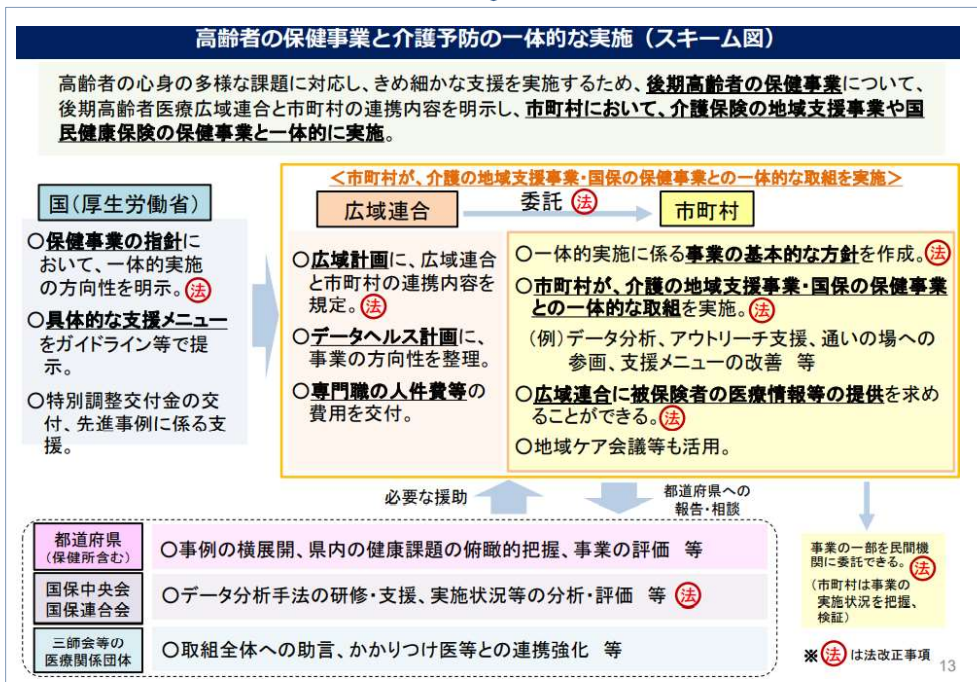 高齢者の保健事業と介護予防の一体的な実施（スキーム図）
高齢者の心身の多様な課題に対応し、きめ細かな支援を実施するため、後期高齢者の保健事業について、
後期高齢者医療広域連合と市町村の連携内容を明示し、市町村において、介護保険の地域支援事業や国
民健康保険の保健事業と一体的に実施。
＜市町村が、介護の地域支援事業・国保の保健事業との一体的な取組を実施＞
国（厚生労働省）
○保健事業の指針に
おいて、一体的実施
の方向性を明示。法
○具体的な支援メニュー
をガイドライン等で提
示。
○特別調整交付金の交
付、先進事例に係る支
援。
広域連合
委託 法
市町村
○広域計画に、広域連合
と市町村の連携内容を
規定。法
○データヘルス計画に、
事業の方向性を整理。
○専門職の人件費等の
費用を交付。
○一体的実施に係る事業の基本的な方針を作成。法
○市町村が、介護の地域支援事業・国保の保健事業
との一体的な取組を実施。法
（例）データ分析、アウトリーチ支援、通いの場への
参画、支援メニューの改善 等
○広域連合に被保険者の医療情報等の提供を求め
ることができる。法
○地域ケア会議等も活用。
必要な援助
都道府県への
報告・相談
都道府県
（保健所含む）
○事例の横展開、県内の健康課題の俯瞰的把握、事業の評価 等
国保中央会
国保連合会
○データ分析手法の研修・支援、実施状況等の分析・評価 等 法
三師会等の
医療関係団体
○取組全体への助言、かかりつけ医等との連携強化 等
事業の一部を民間機
関に委託できる。法
（市町村は事業の
実施状況を把握、
検証）
※法は法改正事項
13